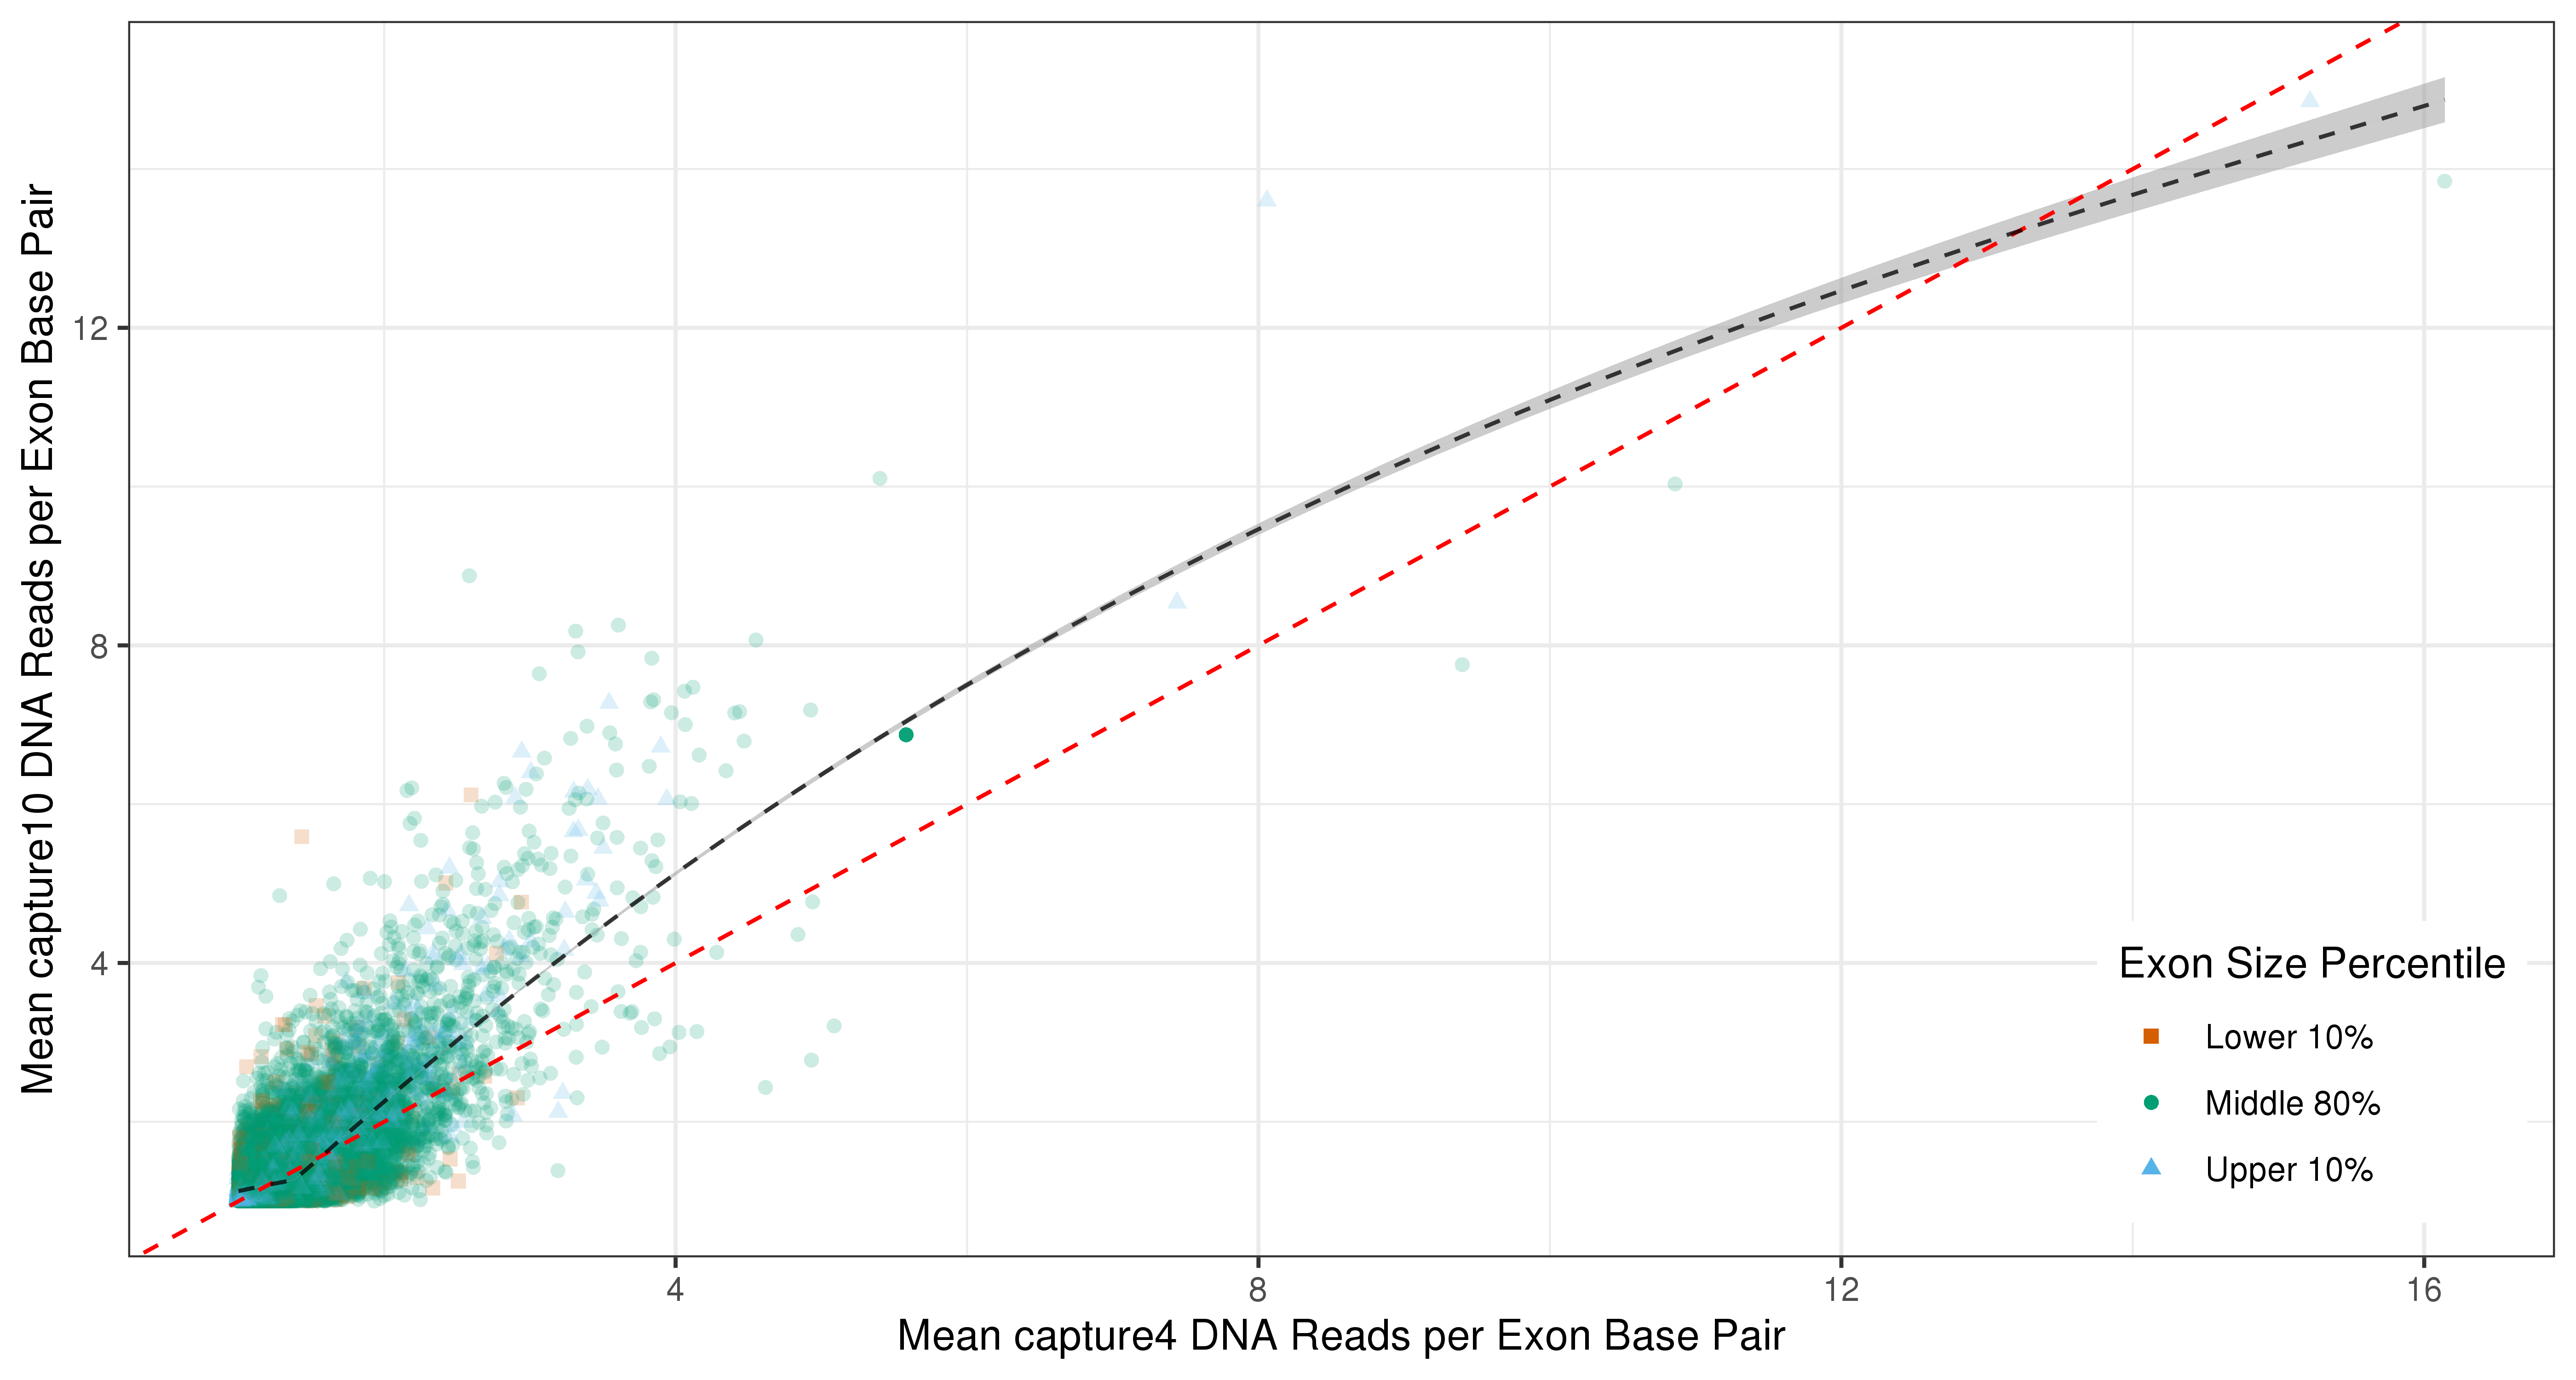 Mean capture10 DNA Reads per Exon Base Pair
12
8
4
Exon Size Percentile
Lower 10%
Middle 80%
Upper 10%
4 8 12 16
Mean capture4 DNA Reads per Exon Base Pair